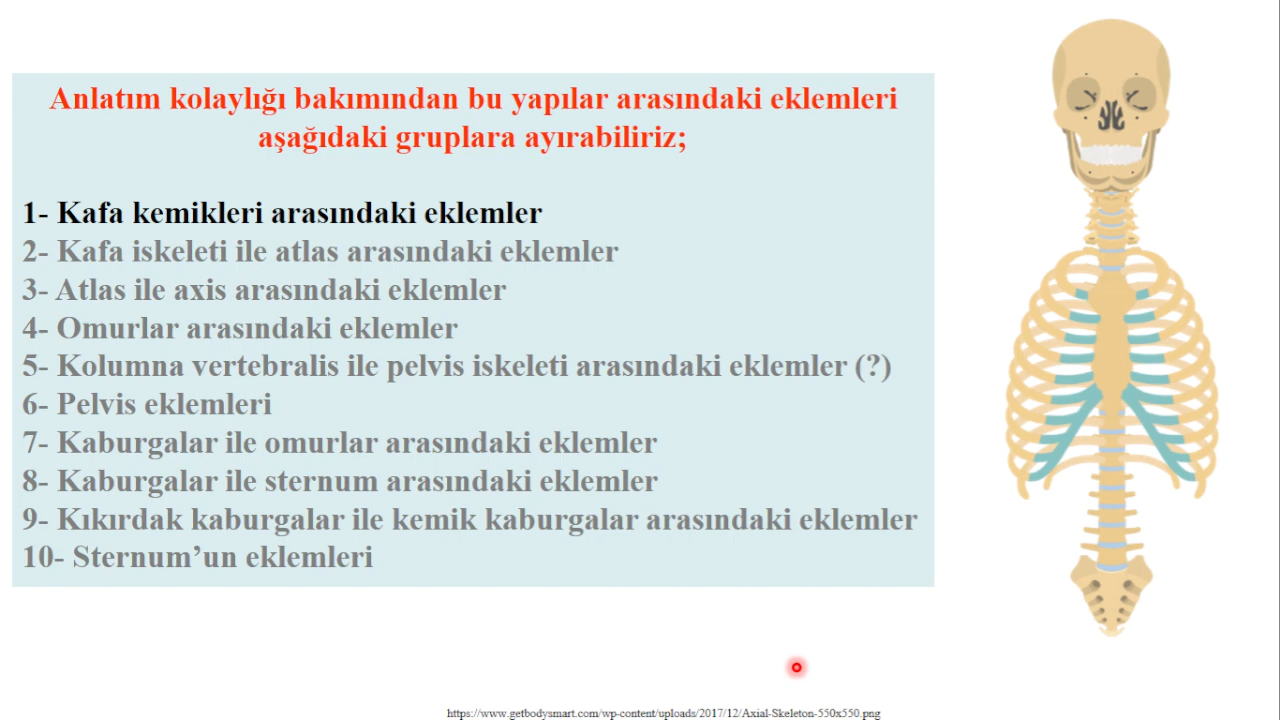 Anlatım kolaylığı bakımından bu yapılar arasındaki eklemleri
aşağıdaki gruplara ayırabiliriz;
1- Kafa kemikleri arasındaki eklemler
2- Kafa iskeleti ile atlas arasındaki eklemler
3- Atlas ile axis arasındaki eklemler
4- Omurlar arasındaki eklemler
5- Kolumna vertebralis ile pelvis iskeleti arasındaki eklemler (?)
6- Pelvis eklemleri
7- Kaburgalar ile omurlar arasındaki eklemler
8- Kaburgalar ile sternum arasındaki eklemler
9- Kıkırdak kaburgalar ile kemik kaburgalar arasındaki eklemler
10- Sternum’un eklemleri
https://www.getbodysmart.com/wp-content/uploads/2017/12/Axial-Skeleton-550x550.png